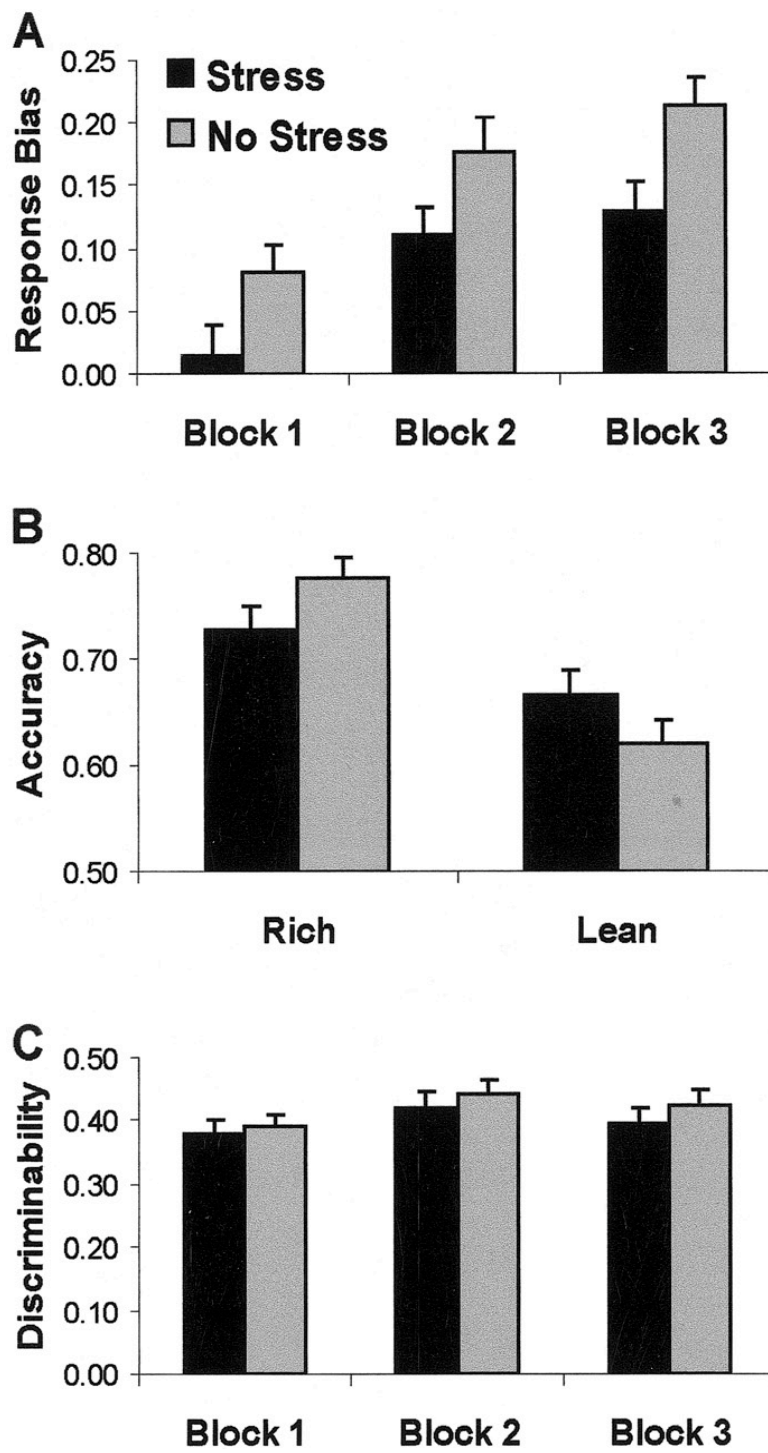 A
Response Bias
0.25
0.20
0.15
0.10
0.05
0.00
Stress
No Stress
Block 1 Block 2 Block 3
B
Accuracy
0.80
0.70
0.60
0.50
Rich Lean
C
Discriminability
0.50
0.40
0.30
0.20
0.10
0.00
Block 1 Block 2 Block 3